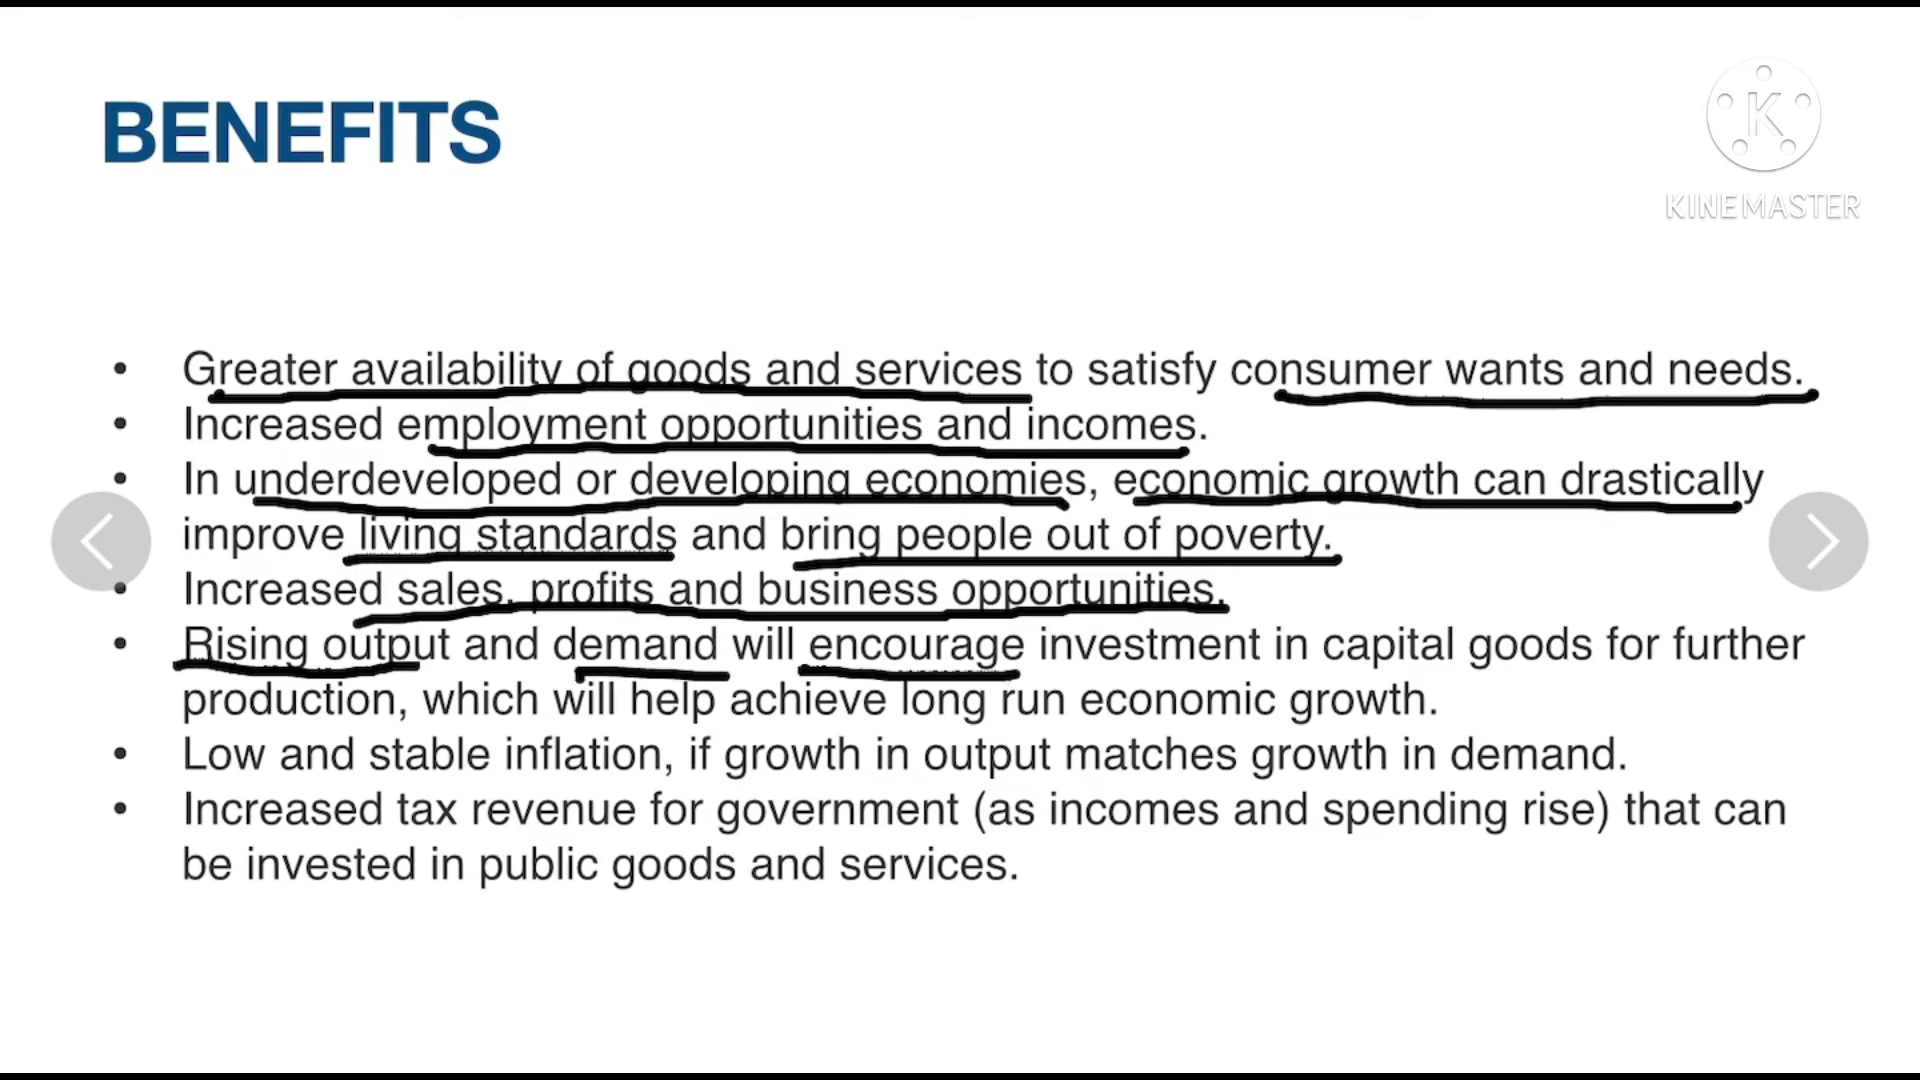 BENEFITS
K
KINEMASTER
• Greater availability of goods and services to satisfy consumer wants and needs.
• Increased employment opportunities and incomes.
• In underdeveloped or developing economies, economic growth can drastically
improve living standards and bring people out of poverty.
• Increased sales, profits and business opportunities.
• Rising output and demand will encourage investment in capital goods for further
production, which will help achieve long run economic growth.
• Low and stable inflation, if growth in output matches growth in demand.
• Increased tax revenue for government (as incomes and spending rise) that can
be invested in public goods and services.